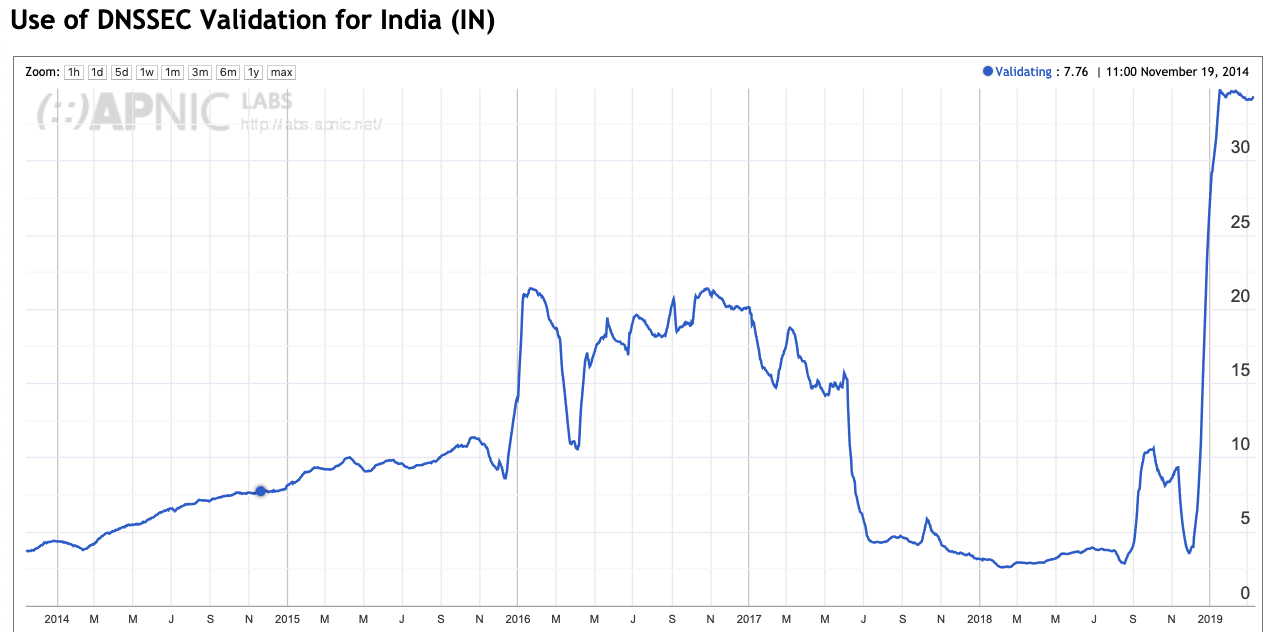 Use of DNSSEC Validation for India (IN)
Zoom: 1h 1d 5d 1w 1m 3m 6m 1y max
Validating : 7.76 | 11:00 November 19, 2014
(::)APNIC LABS
http://labs.apnic.net/
30
25
20
15
10
5
0
2014 M M J S N 2015 M M J S N 2016 M M J S N 2017 M M J S N 2018 M M J S N 2019